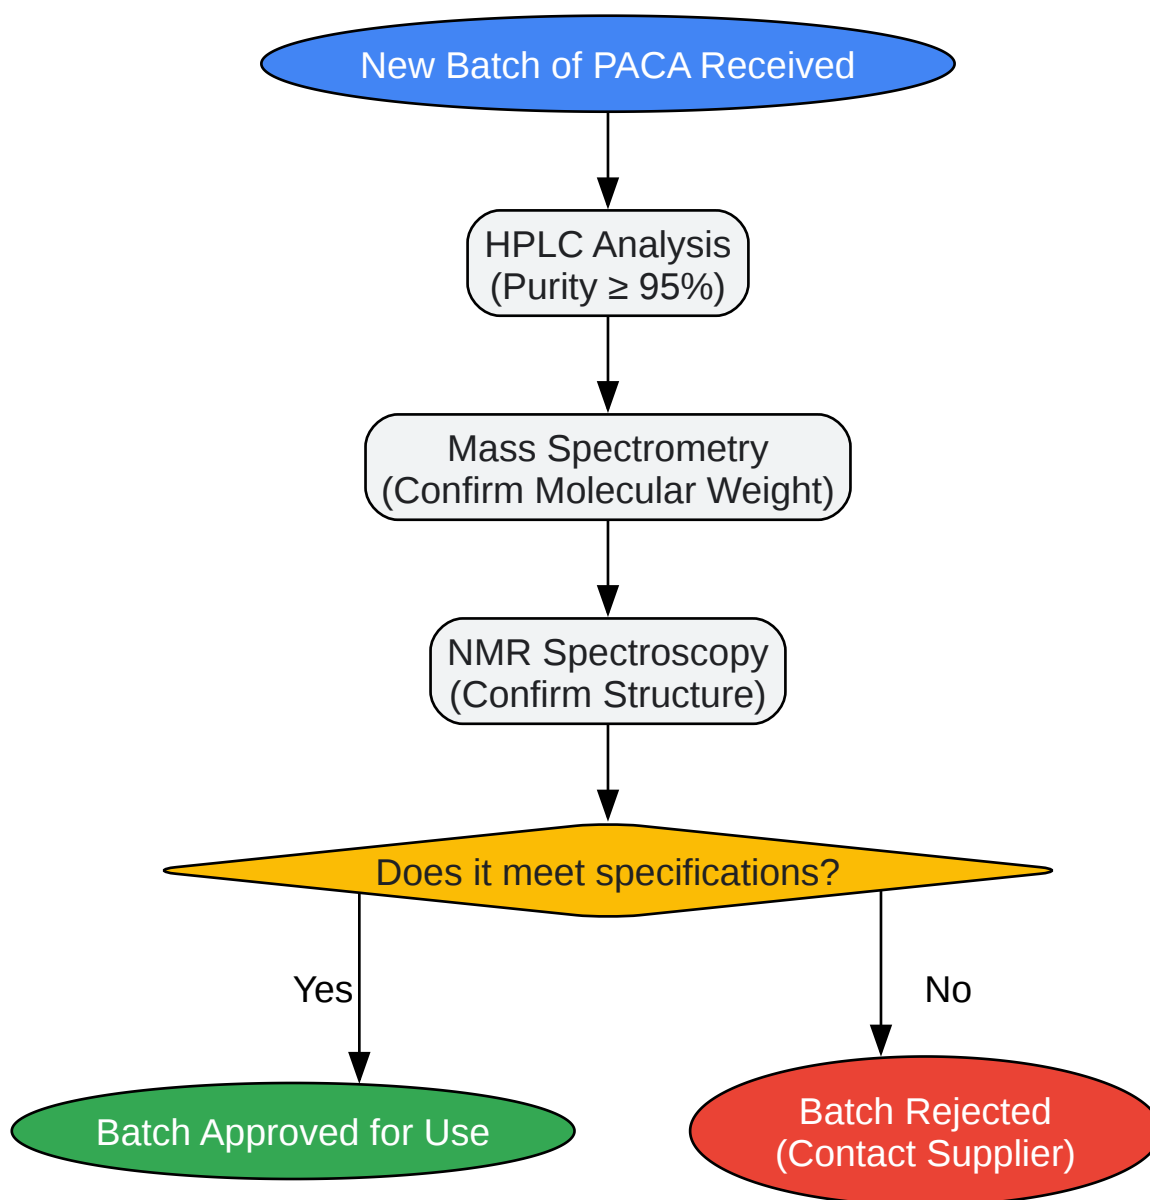 New Batch of PACA Received
HPLC Analysis
(Purity ≥ 95%)
Mass Spectrometry
(Confirm Molecular Weight)
NMR Spectroscopy
(Confirm Structure)
Does it meet specifications?
Yes
No
Batch Approved for Use
Batch Rejected
(Contact Supplier)